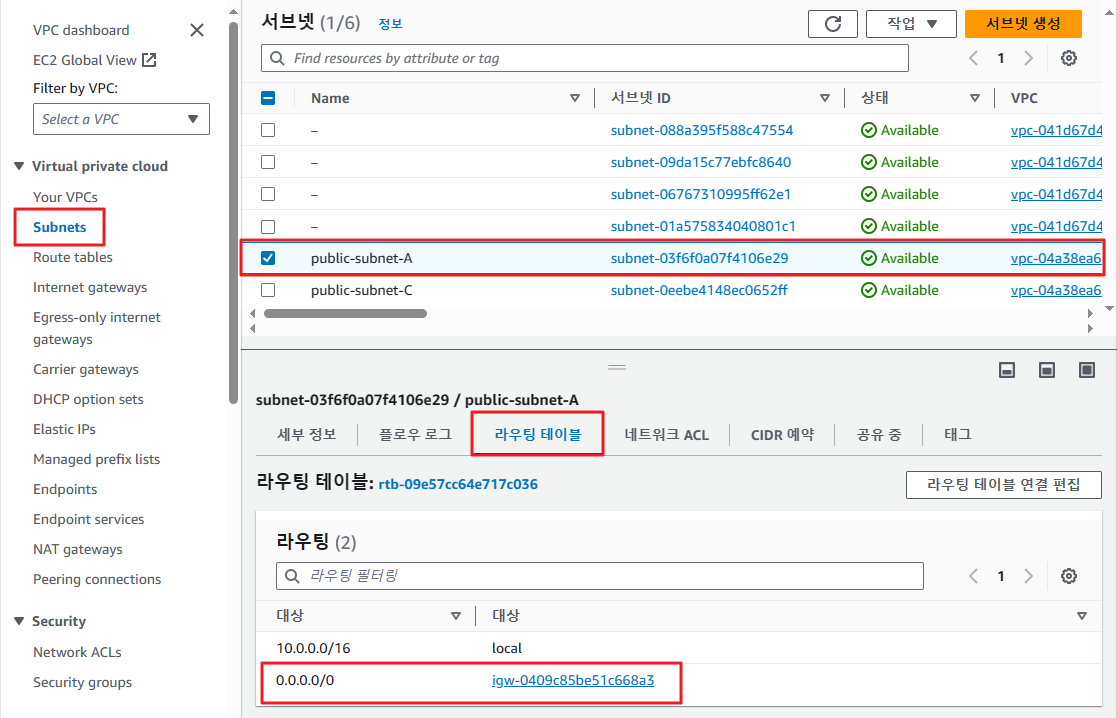 VPC dashboard
EC2 Global View
Filter by VPC:
Select a VPC
Virtual private cloud
Your VPCs
Subnets
Route tables
Internet gateways
Egress-only internet
gateways
Carrier gateways
DHCP option sets
Elastic IPs
Managed prefix lists
Endpoints
Endpoint services
NAT gateways
Peering connections
Security
Network ACLs
Security groups
서브넷 (1/6) 정보
작업
서브넷 생성
Find resources by attribute or tag
1
Name 서브넷 ID 상태 VPC
– subnet-088a395f588c47554 Available vpc-041d67d4
– subnet-09da15c77ebfc8640 Available vpc-041d67d4
– subnet-06767310995ff62e1 Available vpc-041d67d4
– subnet-01a575834040801c1 Available vpc-041d67d4
public-subnet-A subnet-03f6f0a07f4106e29 Available vpc-04a38ea6
public-subnet-C subnet-0eebe4148ec0652ff Available vpc-04a38ea6
subnet-03f6f0a07f4106e29 / public-subnet-A
세부 정보 플로우 로그 라우팅 테이블 네트워크 ACL CIDR 예약 공유 중 태그
라우팅 테이블: rtb-09e57cc64e717c036
라우팅 테이블 연결 편집
라우팅 (2)
라우팅 필터링
1
대상 대상
10.0.0.0/16 local
0.0.0.0/0 igw-0409c85be51c668a3